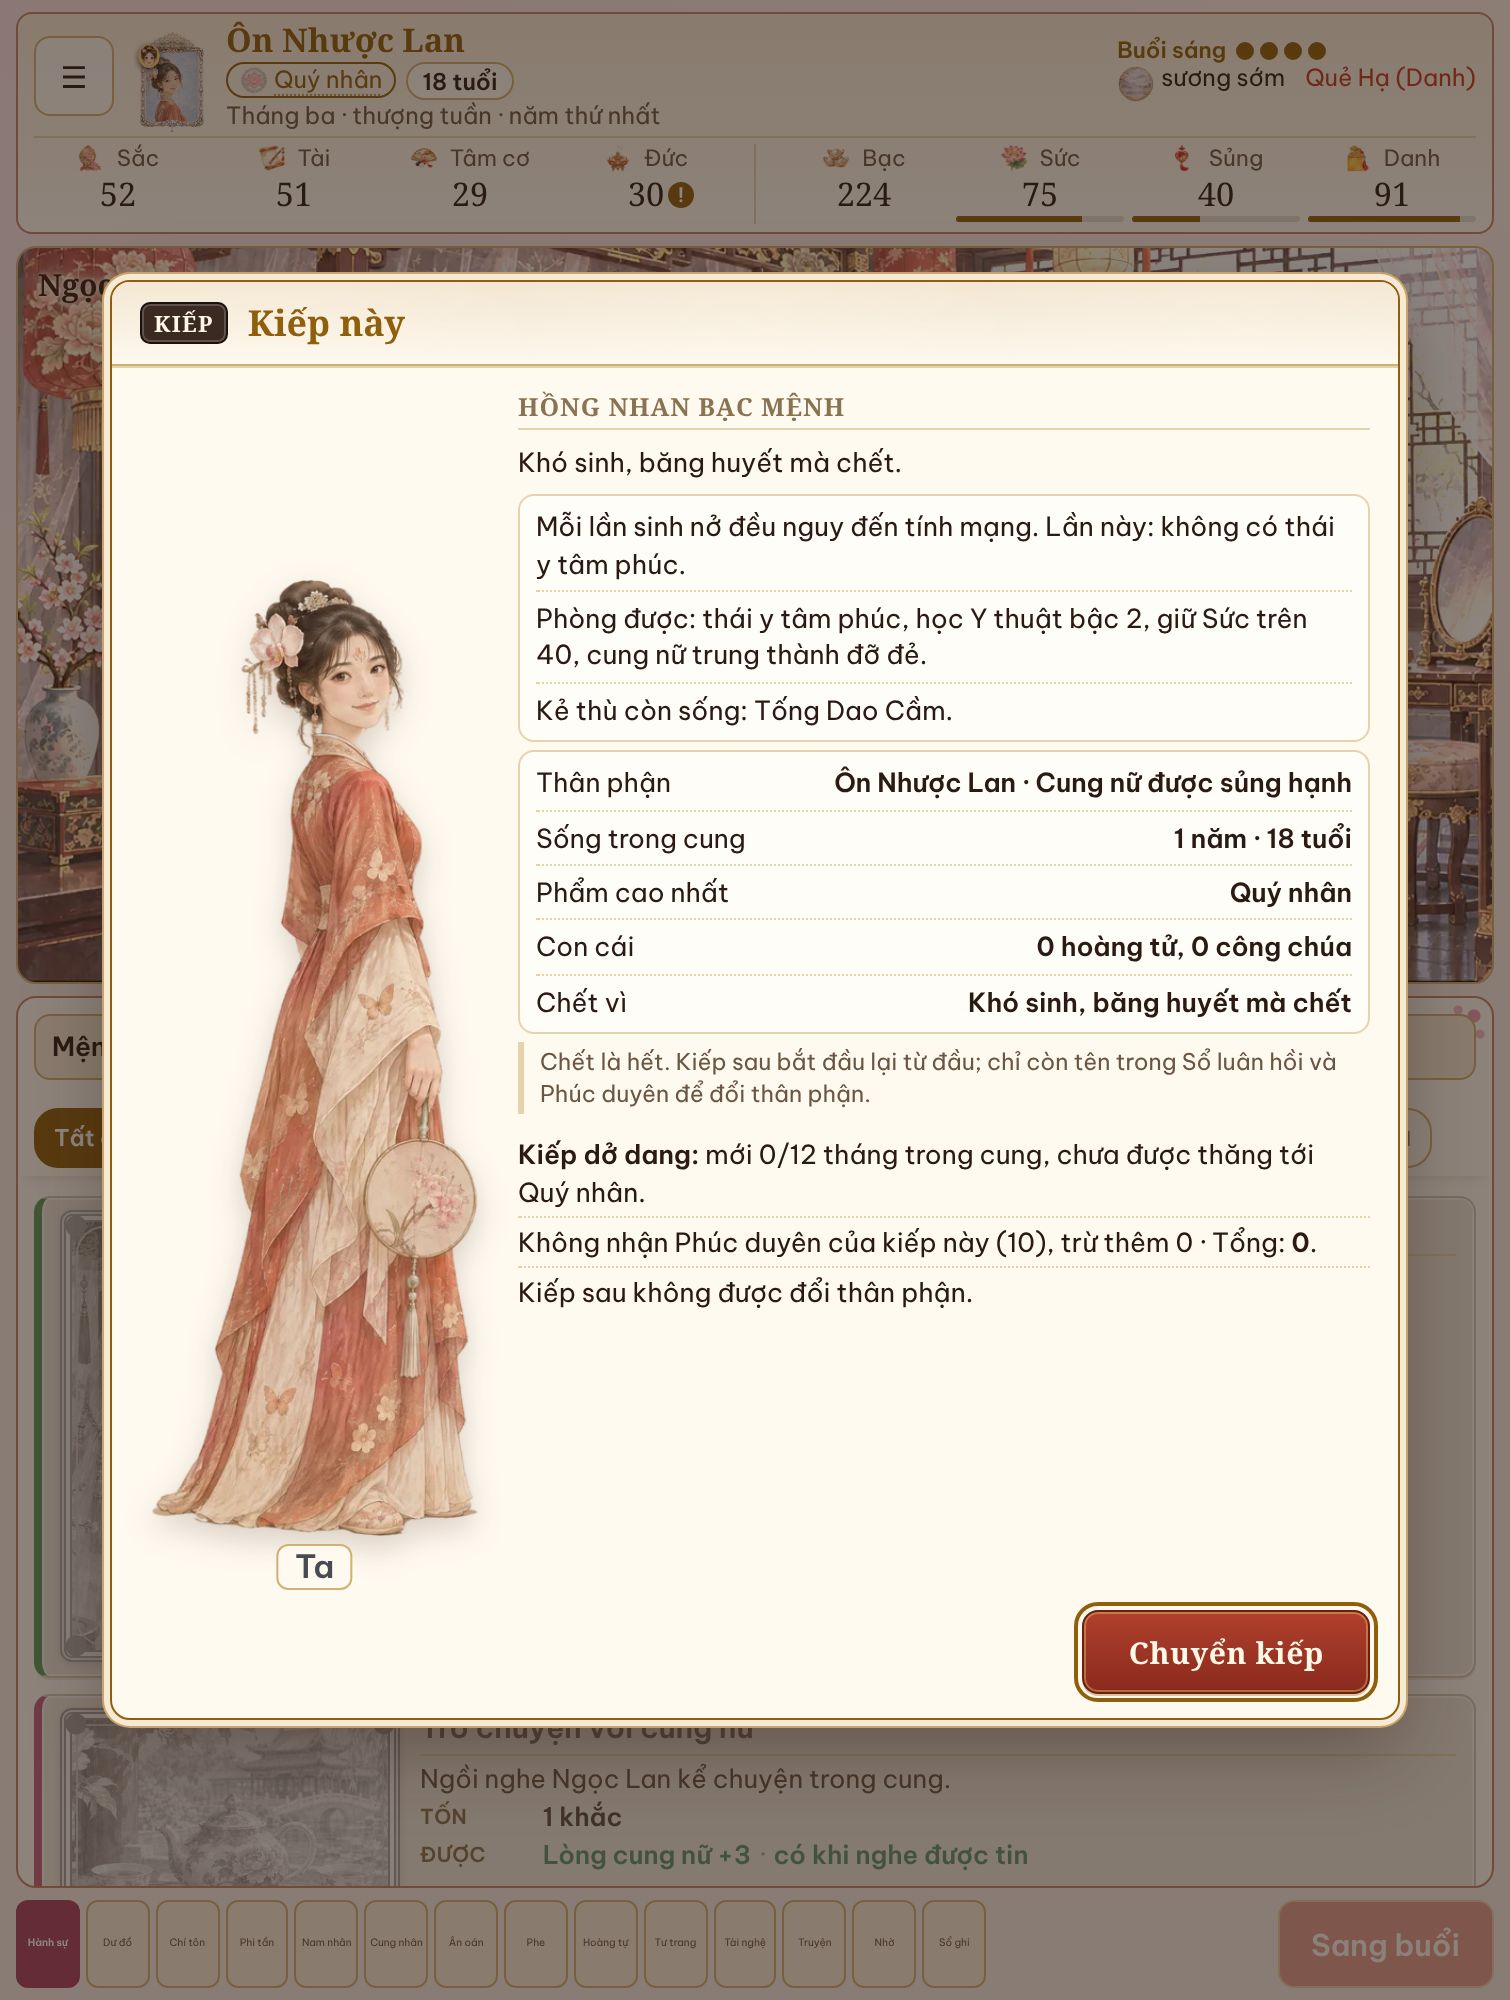 ☰
Ôn Nhược Lan
Quý nhân 18 tuổi
Tháng ba · thượng tuần · năm thứ nhất
Buổi sáng
sương sớm Quẻ Hạ (Danh)
Sắc Tài Tâm cơ Đức Bạc Sức Sủng Danh
52 51 29 30 ! 224 75 40 91
KIẾP Kiếp này
HỒNG NHAN BẠC MỆNH
Khó sinh, băng huyết mà chết.
Mỗi lần sinh nở đều nguy đến tính mạng. Lần này: không có thái
y tâm phúc.
Phòng được: thái y tâm phúc, học Y thuật bậc 2, giữ Sức trên
40, cung nữ trung thành đỡ đẻ.
Kẻ thù còn sống: Tống Dao Cầm.
Thân phận Ôn Nhược Lan · Cung nữ được sủng hạnh
Sống trong cung 1 năm · 18 tuổi
Phẩm cao nhất Quý nhân
Con cái 0 hoàng tử, 0 công chúa
Chết vì Khó sinh, băng huyết mà chết
Chết là hết. Kiếp sau bắt đầu lại từ đầu; chỉ còn tên trong Sổ luân hồi và
Phúc duyên để đổi thân phận.
Kiếp dở dang: mới 0/12 tháng trong cung, chưa được thăng tới
Quý nhân.
Không nhận Phúc duyên của kiếp này (10), trừ thêm 0 · Tổng: 0.
Kiếp sau không được đổi thân phận.
Ta
Chuyển kiếp
Trò chuyện với cung nữ
Ngồi nghe Ngọc Lan kể chuyện trong cung.
TỐN 1 khắc
ĐƯỢC Lòng cung nữ +3 · có khi nghe được tin
Hành sự Dư đồ Chí tôn Phi tần Nam nhân Cung nhân Ân oán Phe Hoàng tự Tư trang Tài nghệ Truyện Nhờ Sổ ghi
Sang buổi